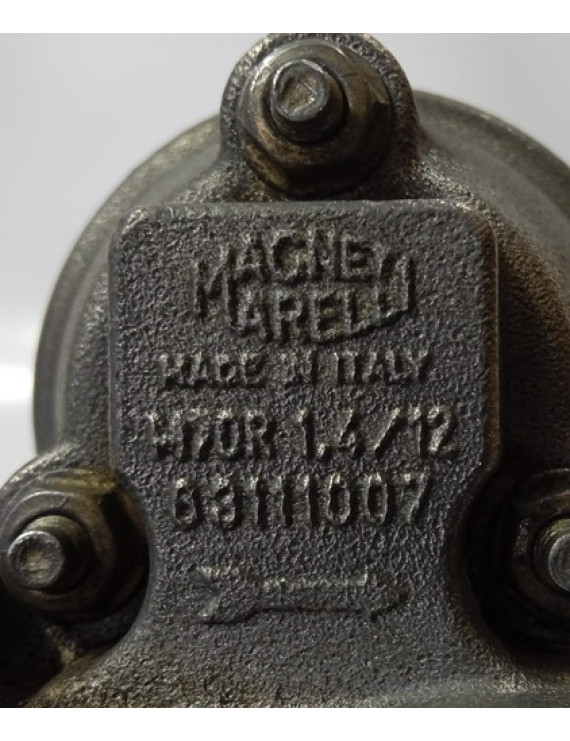 MAGNETI
MARELLI
MADE IN ITALY
M70R 1.4/12
63111007